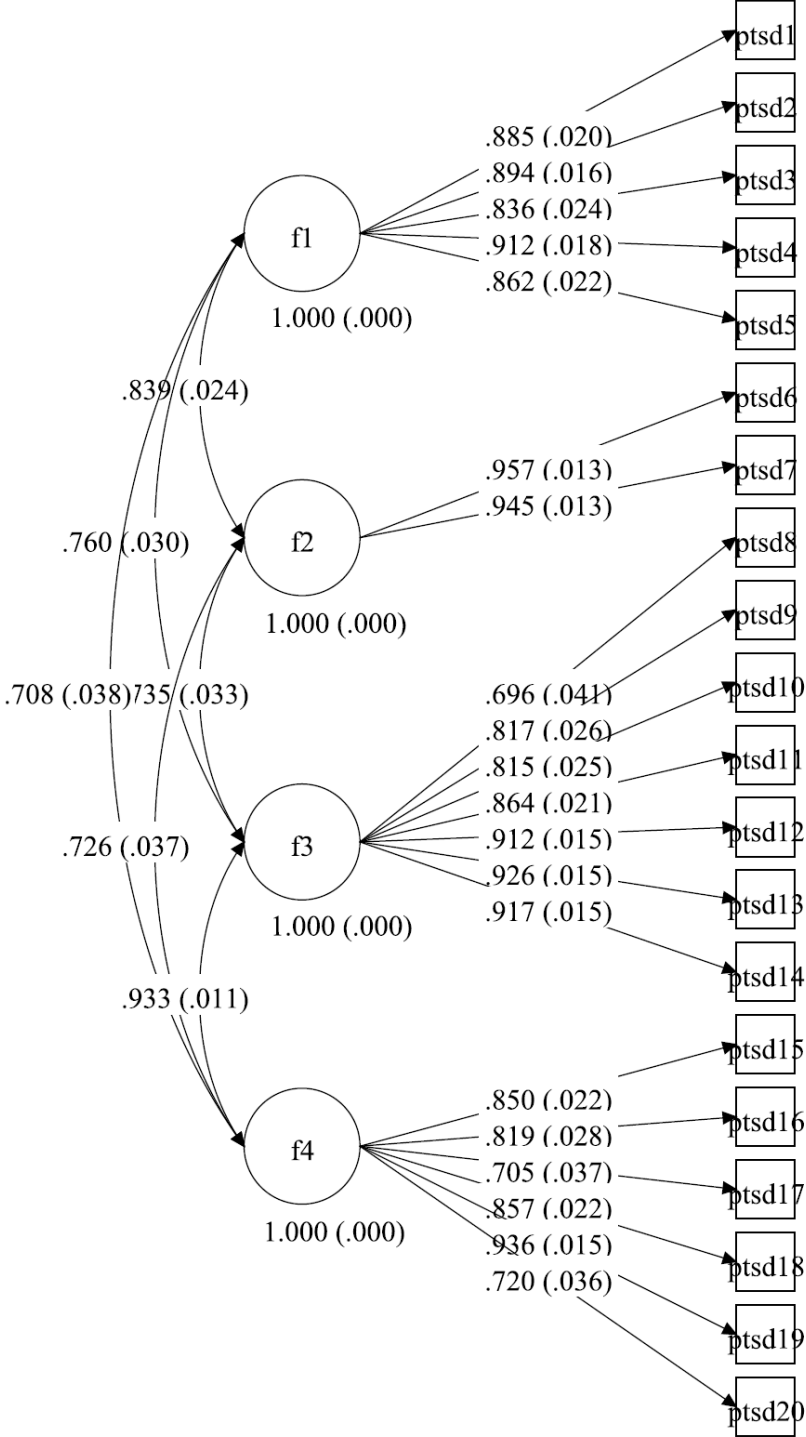 ptsd1
ptsd2
.885 (.020)
.894 (.016)
ptsd3
.836 (.024)
f1
.912 (.018)
ptsd4
.862 (.022)
1.000 (.000)
ptsd5
.839 (.024)
ptsd6
.957 (.013)
ptsd7
.945 (.013)
.760 (.030)
f2
ptsd8
1.000 (.000)
ptsd9
.708 (.038)
735 (.033)
.696 (.041)
ptsd10
.817 (.026)
.815 (.025)
ptsd11
.864 (.021)
.726 (.037)
f3
.912 (.015)
ptsd12
.926 (.015)
1.000 (.000)
.917 (.015)
ptsd13
ptsd14
.933 (.011)
ptsd15
.850 (.022)
ptsd16
.819 (.028)
f4
.705 (.037)
ptsd17
.857 (.022)
1.000 (.000)
.936 (.015)
ptsd18
.720 (.036)
ptsd19
ptsd20